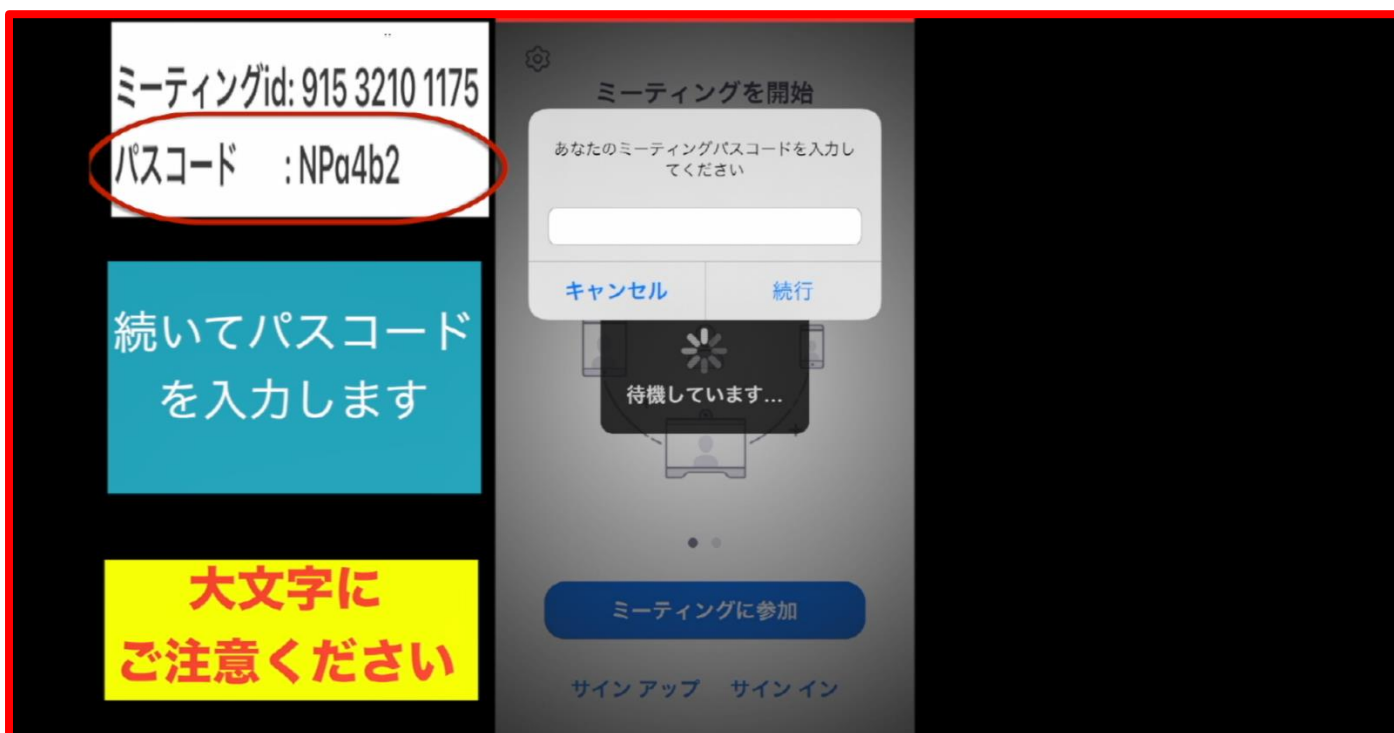 ミーティングid: 915 3210 1175
パスコード : NPa4b2
続いてパスコード
を入力します
大文字に
ご注意ください
ミーティングを開始
あなたのミーティングパスコードを入力し
てください
キャンセル 続行
待機しています...
ミーティングに参加
サイン アップ サイン イン